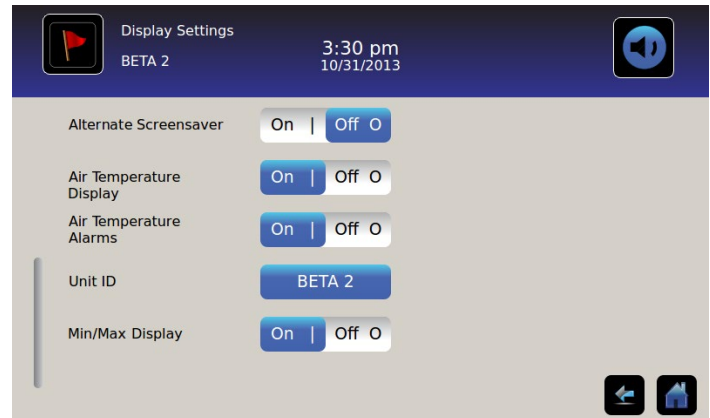 Display Settings
BETA 2
3:30 pm
10/31/2013
Alternate Screensaver
On | Off O
Air Temperature
Display
On | Off O
Air Temperature
Alarms
On | Off O
Unit ID
BETA 2
Min/Max Display
On | Off O